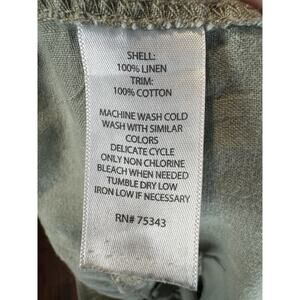 SHELL:
100% LINEN
TRIM:
100% COTTON
MACHINE WASH COLD
WASH WITH SIMILAR
COLORS
DELICATE CYCLE
ONLY NON CHLORINE
BLEACH WHEN NEEDED
TUMBLE DRY LOW
IRON LOW IF NECESSARY
RN# 75343